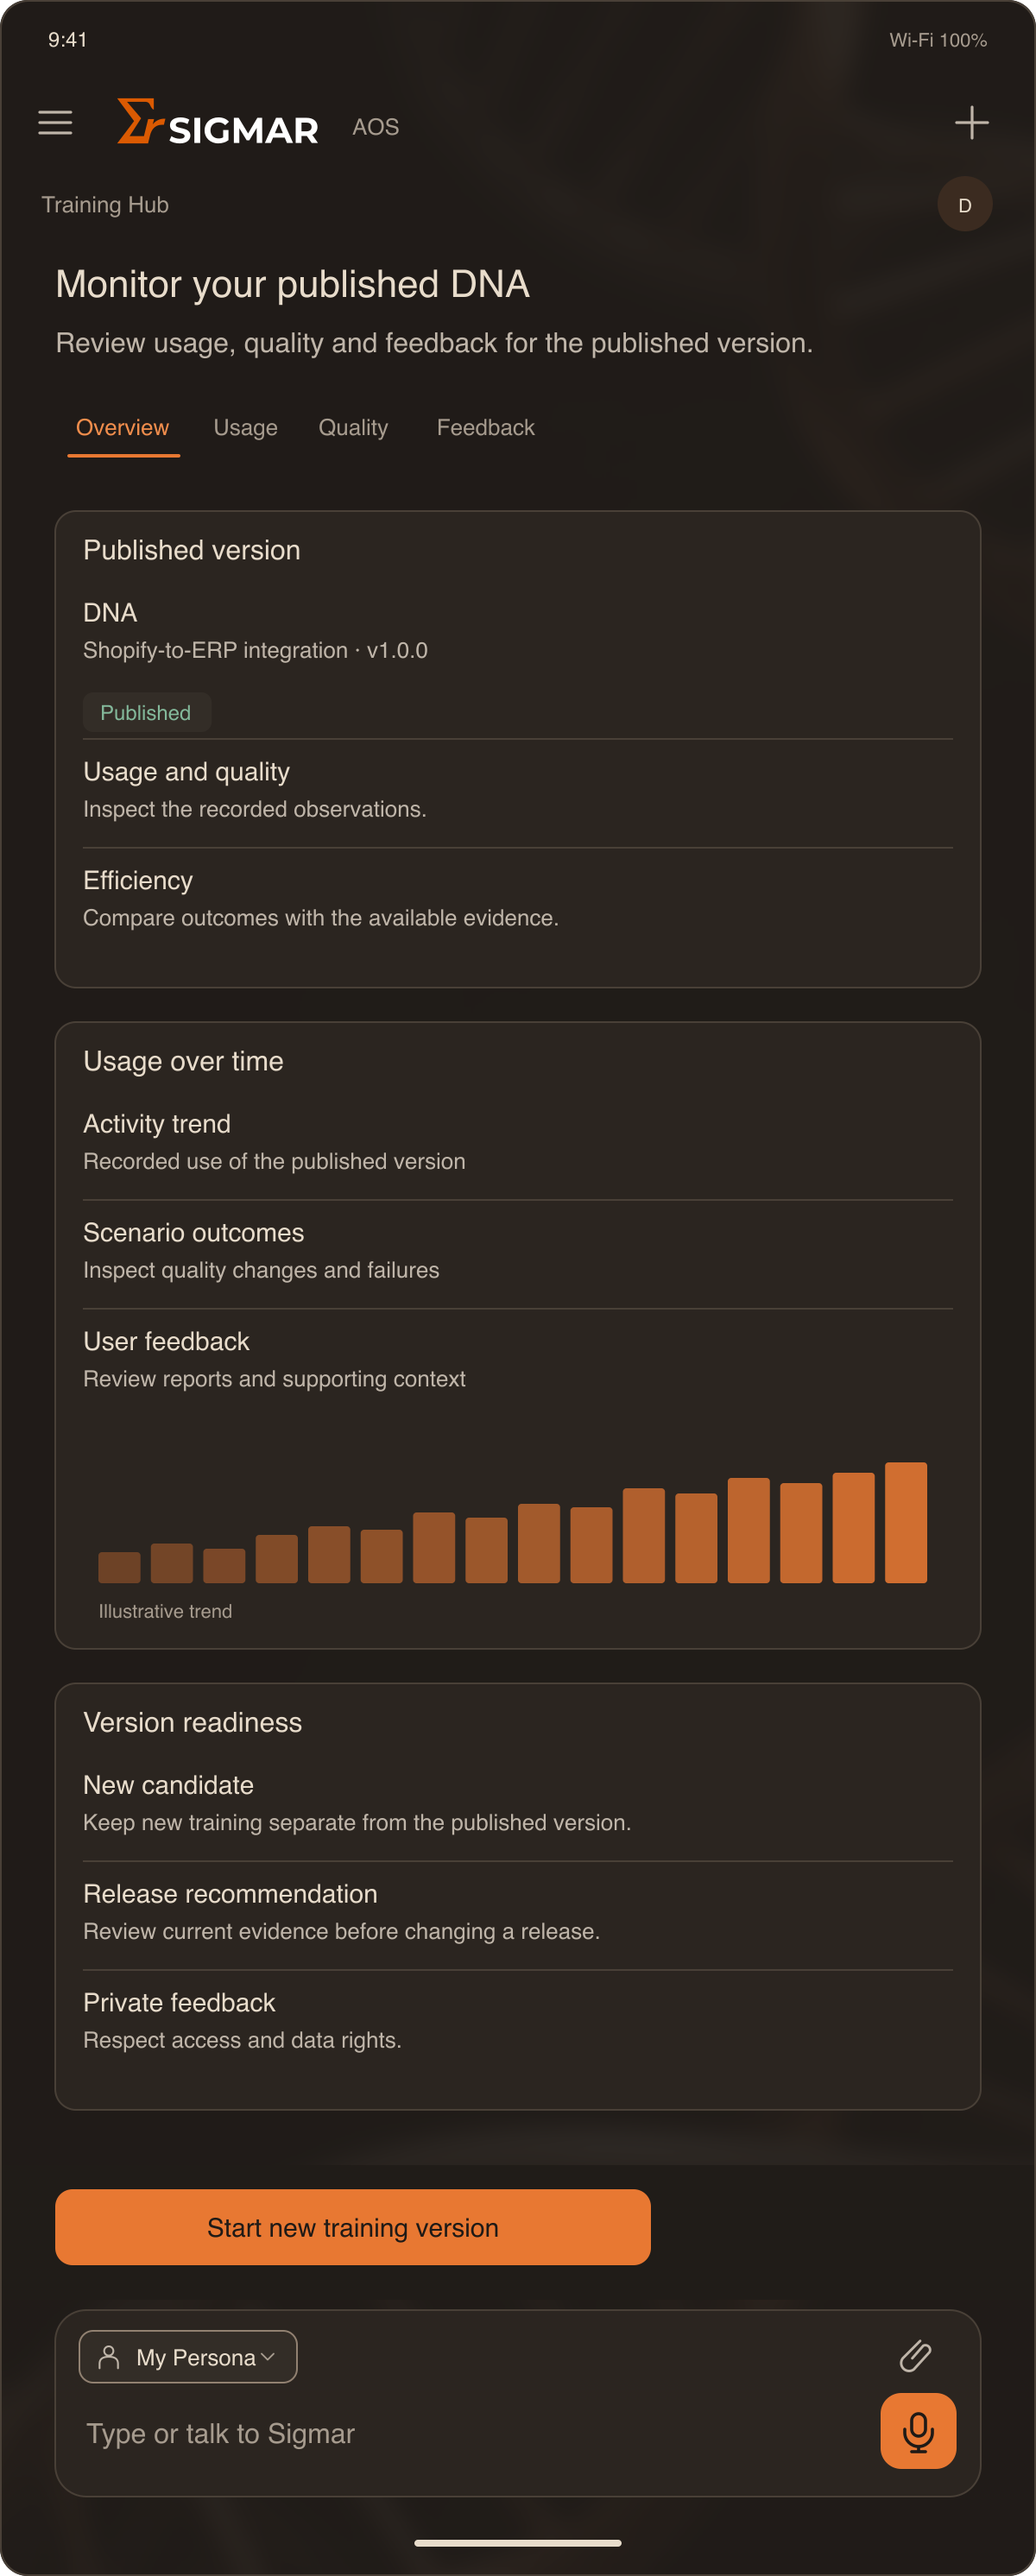 9:41
Wi-Fi 100%
Σr SIGMAR AOS
Training Hub
D
Monitor your published DNA
Review usage, quality and feedback for the published version.
Overview Usage Quality Feedback
Published version
DNA
Shopify-to-ERP integration · v1.0.0
Published
Usage and quality
Inspect the recorded observations.
Efficiency
Compare outcomes with the available evidence.
Usage over time
Activity trend
Recorded use of the published version
Scenario outcomes
Inspect quality changes and failures
User feedback
Review reports and supporting context
Illustrative trend
Version readiness
New candidate
Keep new training separate from the published version.
Release recommendation
Review current evidence before changing a release.
Private feedback
Respect access and data rights.
Start new training version
My Persona
Type or talk to Sigmar